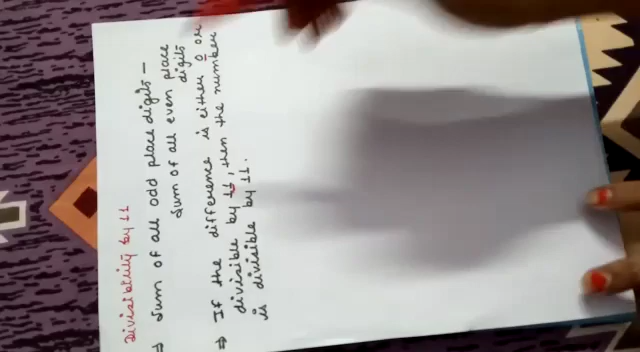 Divisibility by 11
⇒ Sum of all odd place digits –
Sum of all even place
digits
⇒ If the difference is either 0 or
divisible by 11, then the number
is divisible by 11.